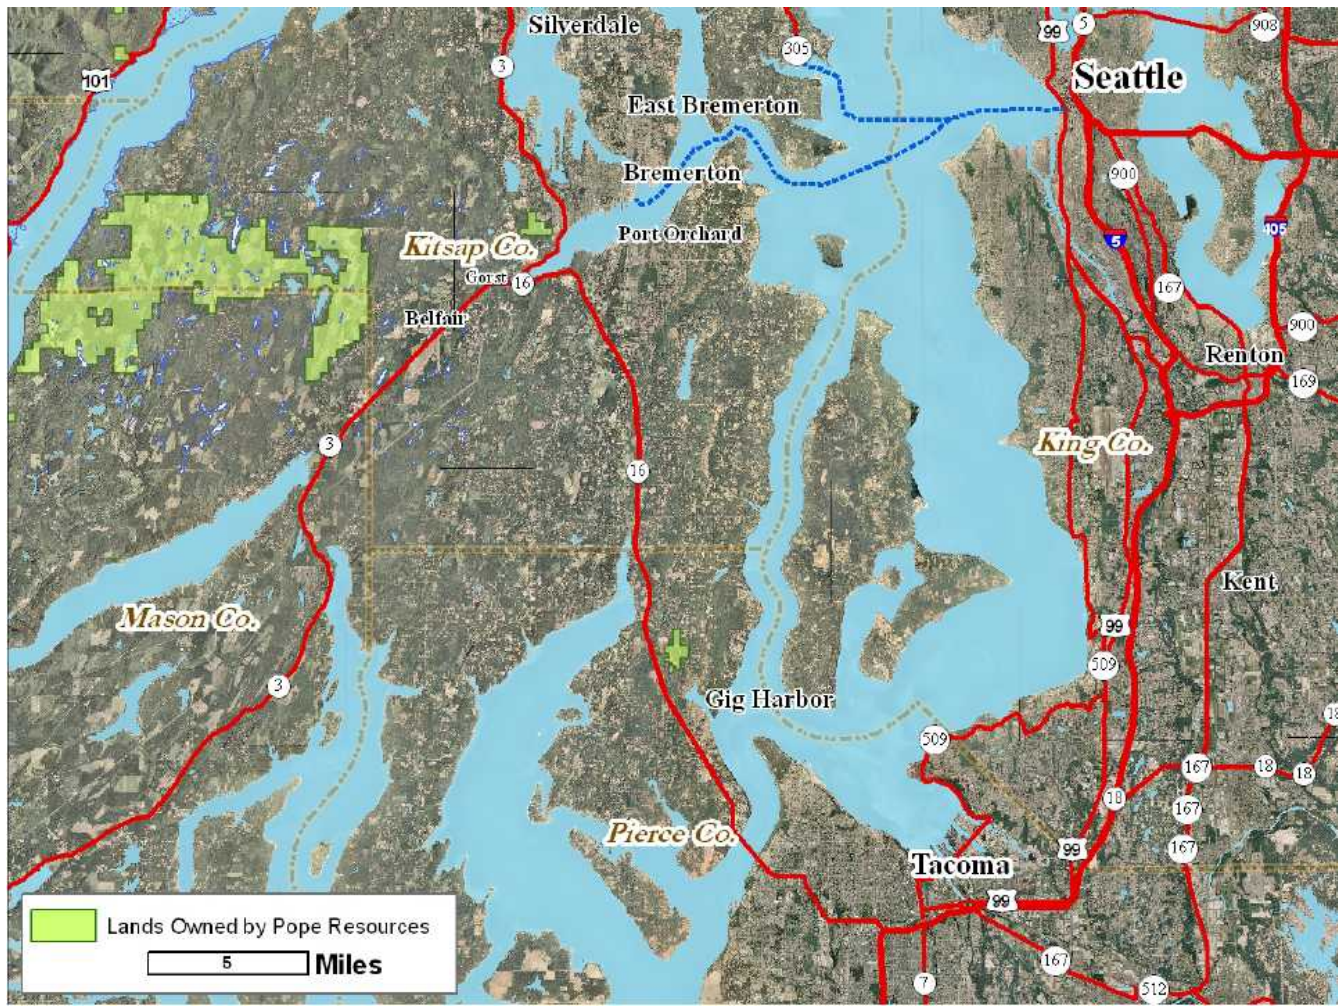 Silverdale
99
5
908
305
3
101
Seattle
East Bremerton
900
Bremerton
Port Orchard
405
5
Kitsap Co.
Gorst
16
167
Belfair
900
Renton
169
King Co.
3
16
Kent
Mason Co.
99
509
3
Gig Harbor
18
509
167
18
18
18
167
Pierce Co.
167
99
Tacoma
99
Lands Owned by Pope Resources
5 Miles
167
7
512